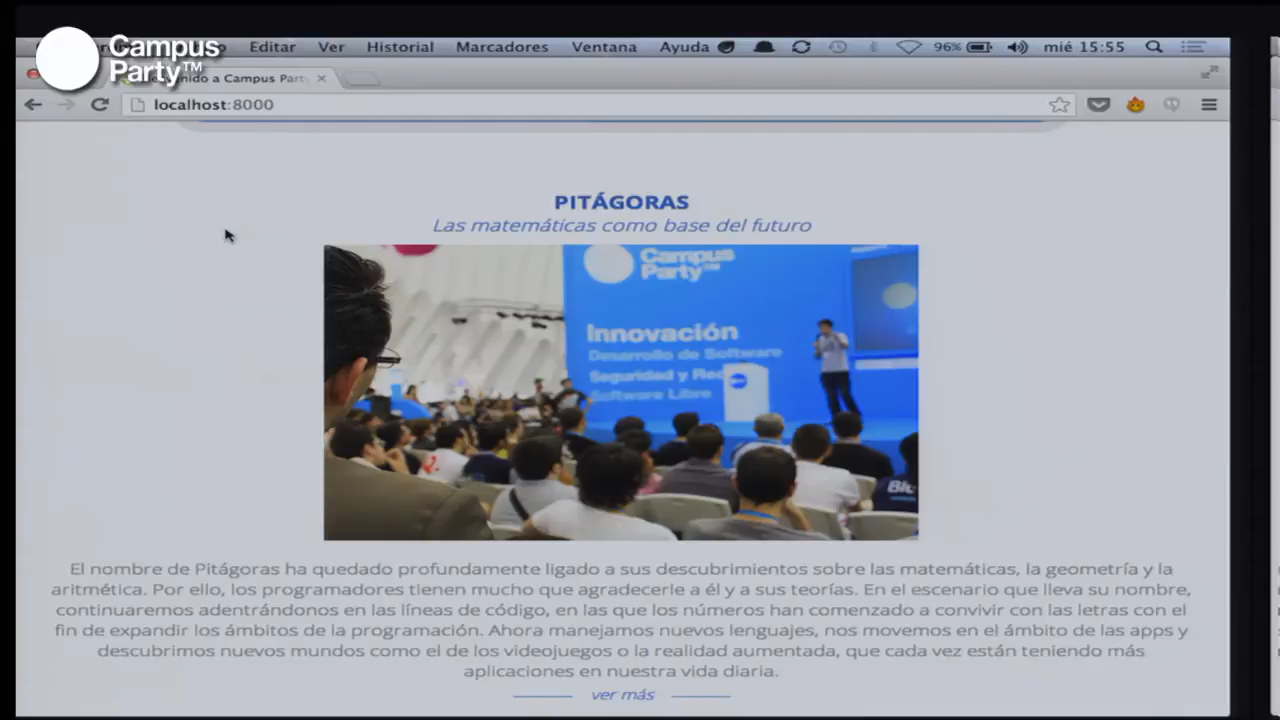 Campus
Party™
Editar Ver Historial Marcadores Ventana Ayuda 96% mié 15:55
a Campus Part
localhost:8000
PITÁGORAS
Las matemáticas como base del futuro
Campus
Party™
Innovación
Desarrollo de Software
Seguridad y Red
Software Libre
El nombre de Pitágoras ha quedado profundamente ligado a sus descubrimientos sobre las matemáticas, la geometría y la
aritmética. Por ello, los programadores tienen mucho que agradecerle a él y a sus teorías. En el escenario que lleva su nombre,
continuaremos adentrándonos en las líneas de código, en las que los números han comenzado a convivir con las letras con el
fin de expandir los ámbitos de la programación. Ahora manejamos nuevos lenguajes, nos movemos en el ámbito de las apps y
descubrimos nuevos mundos como el de los videojuegos o la realidad aumentada, que cada vez están teniendo más
aplicaciones en nuestra vida diaria.
ver más